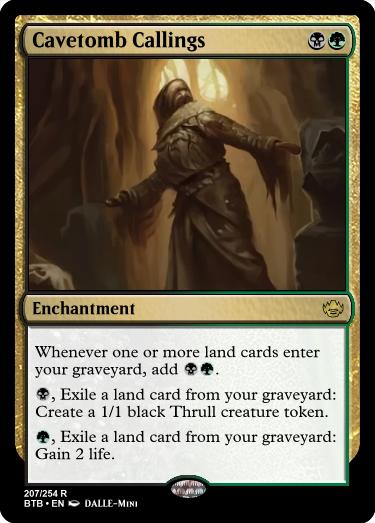 Cavetomb Callings
Enchantment
Whenever one or more land cards enter
your graveyard, add .
, Exile a land card from your graveyard:
Create a 1/1 black Thrull creature token.
, Exile a land card from your graveyard:
Gain 2 life.
207/254 R
BTB • EN DALLE-Mini